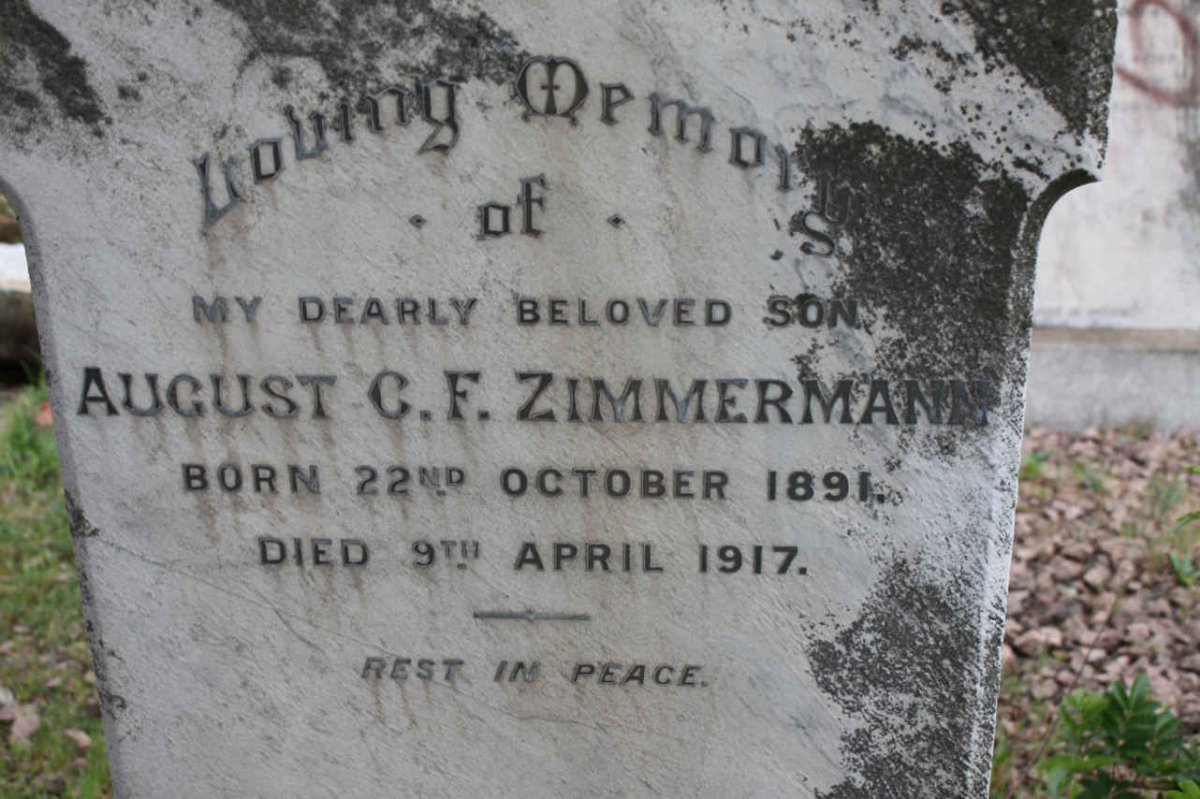 Loving Memory
· of ·
MY DEARLY BELOVED SON
AUGUST C. F. ZIMMERMANN
BORN 22ND OCTOBER 1891.
DIED 9TH APRIL 1917.
REST IN PEACE.